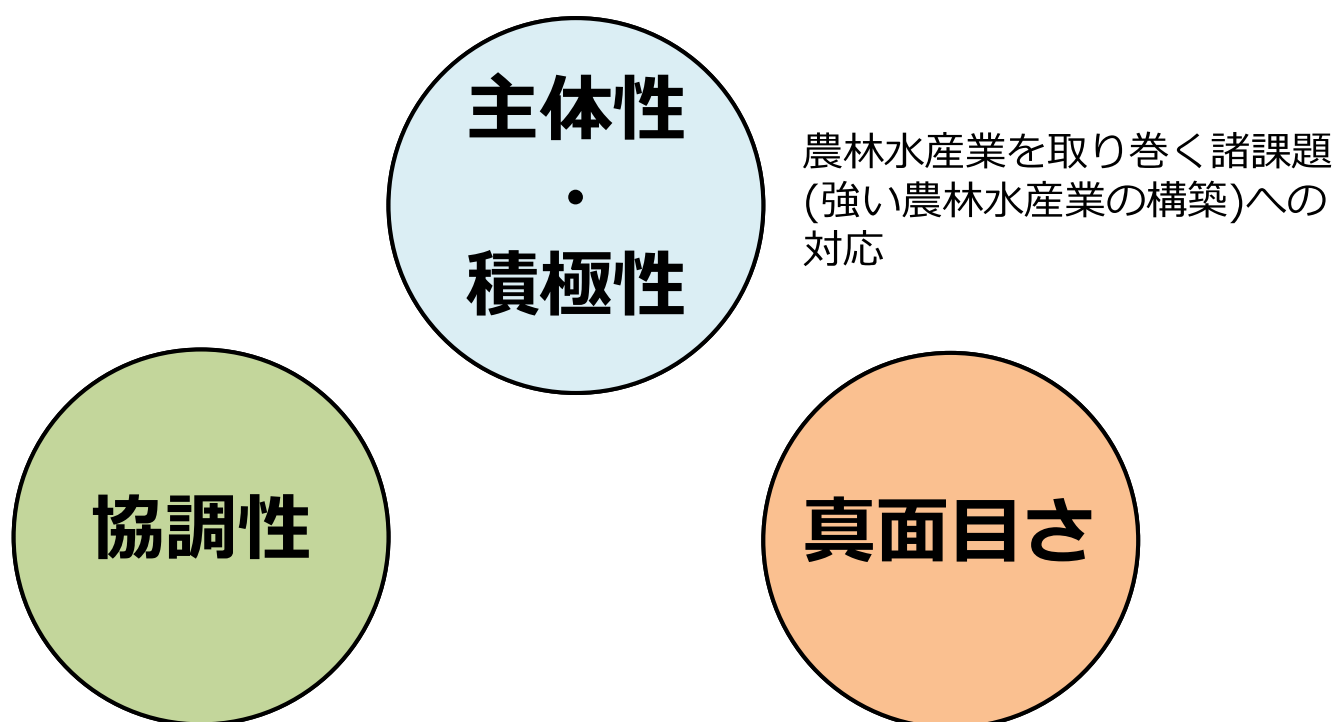 主体性
・
積極性
農林水産業を取り巻く諸課題
(強い農林水産業の構築)への
対応
協調性
真面目さ